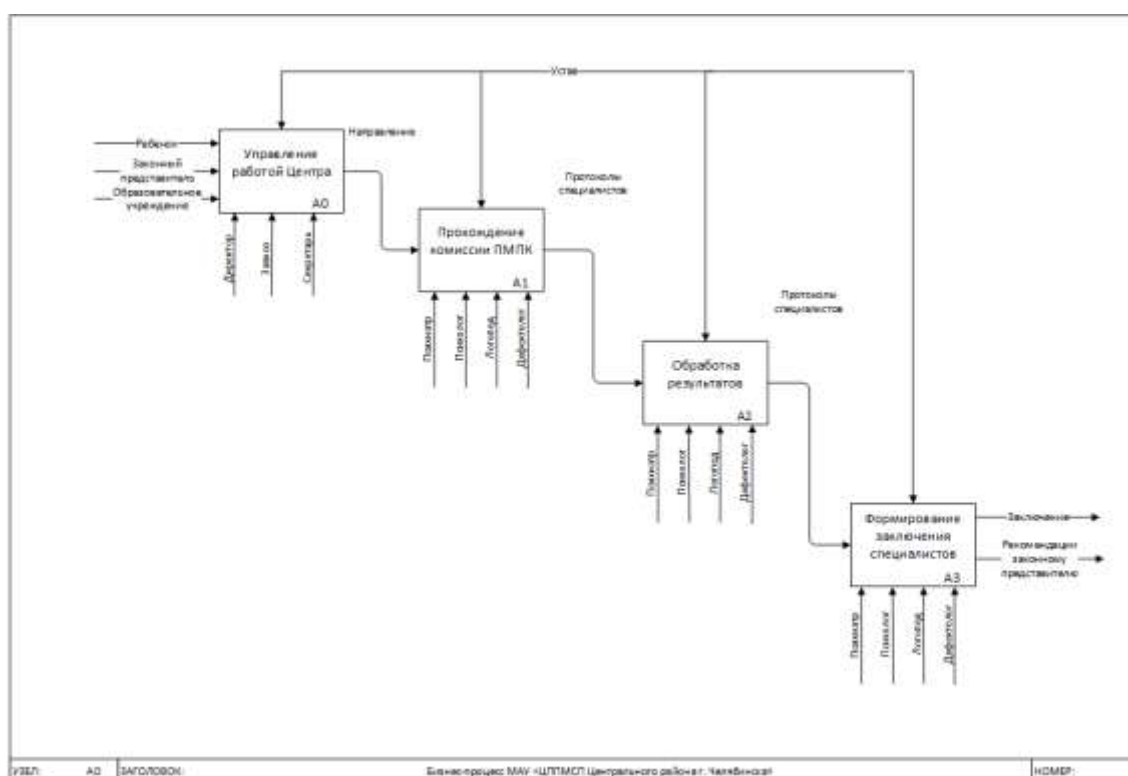 Устав
Направление
Ребенок
Законный
представитель
Образовательное
учреждение
Управление
работой Центра
A0
Директор
Завхоз
Секретарь
Протоколы
специалистов
Прохождение
комиссии ПМПК
A1
Психиатр
Психолог
Логопед
Дефектолог
Протоколы
специалистов
Обработка
результатов
A2
Психиатр
Психолог
Логопед
Дефектолог
Формирование
заключения
специалистов
A3
Заключение
Рекомендации
законному
представителю
Психиатр
Психолог
Логопед
Дефектолог
УЗЕЛ: A0 ЗАГОЛОВОК: Бизнес-процесс МАУ «ЦППМСП Центрального района г. Челябинска» НОМЕР: